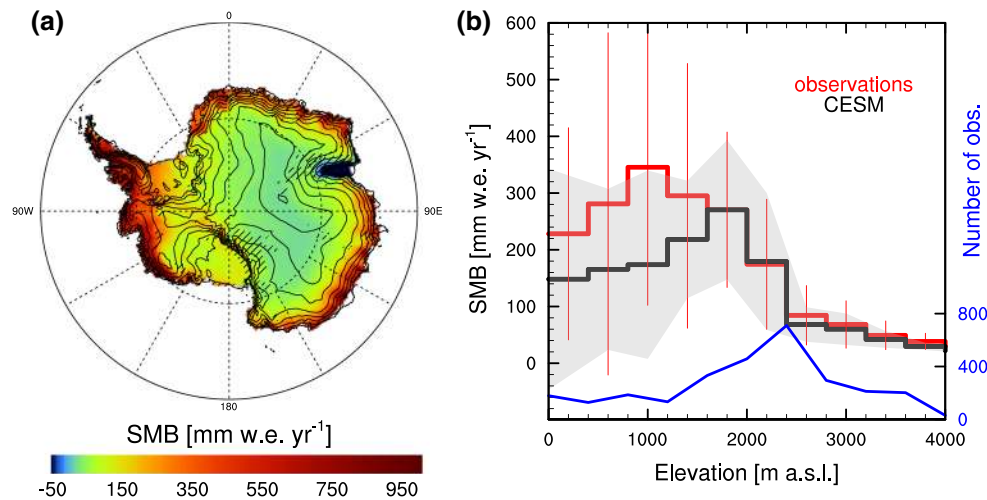 (a)
0
90W
90E
180
SMB [mm w.e. yr⁻¹]
-50 150 350 550 750 950
(b)
600
500
400
300
200
100
0
SMB [mm w.e. yr⁻¹]
observations
CESM
800
400
0
Number of obs.
0 1000 2000 3000 4000
Elevation [m a.s.l.]